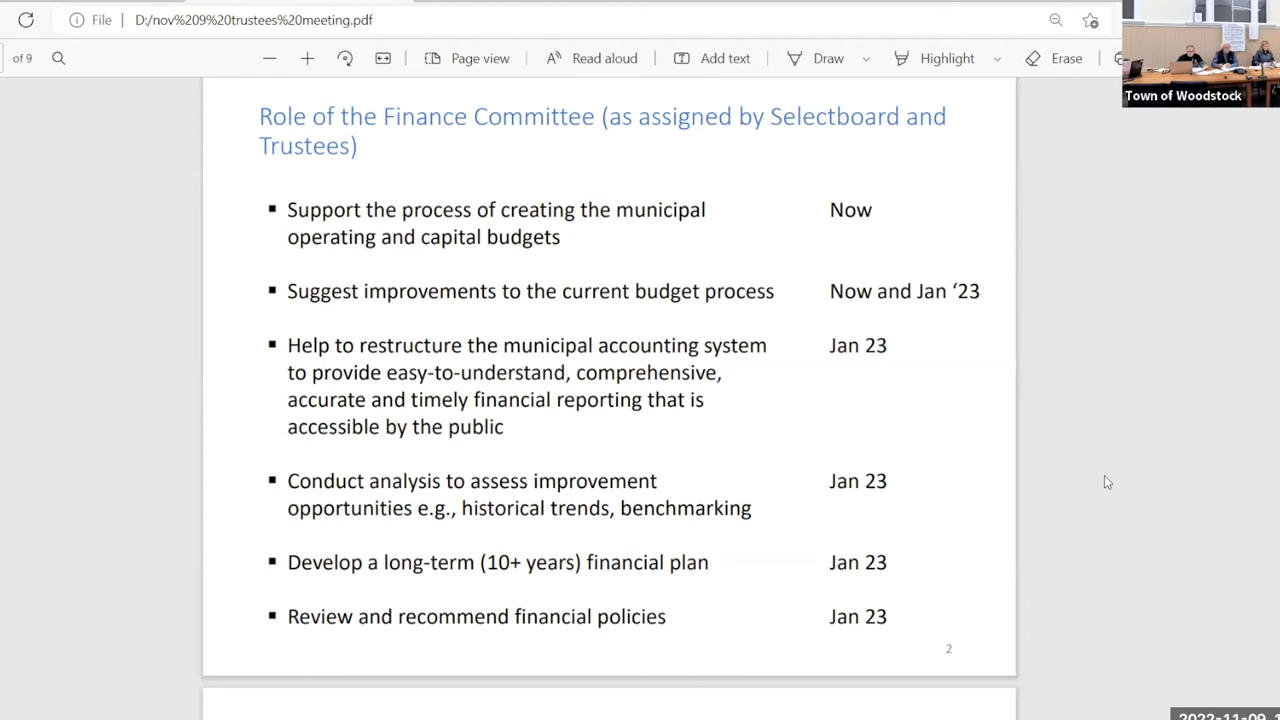 File
D:/nov%209%20trustees%20meeting.pdf
of 9
Page view
Read aloud
Add text
Draw
Highlight
Erase
Town of Woodstock
Role of the Finance Committee (as assigned by Selectboard and
Trustees)
▪ Support the process of creating the municipal Now
operating and capital budgets
▪ Suggest improvements to the current budget process Now and Jan ‘23
▪ Help to restructure the municipal accounting system Jan 23
to provide easy-to-understand, comprehensive,
accurate and timely financial reporting that is
accessible by the public
▪ Conduct analysis to assess improvement Jan 23
opportunities e.g., historical trends, benchmarking
▪ Develop a long-term (10+ years) financial plan Jan 23
▪ Review and recommend financial policies Jan 23
2
2022-11-09